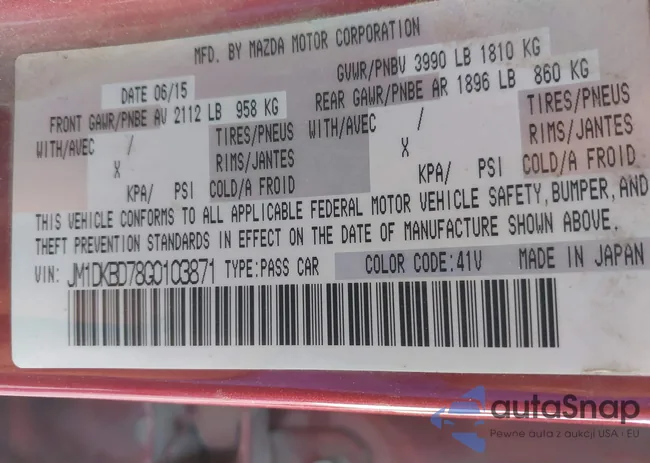 MFD. BY MAZDA MOTOR CORPORATION
DATE 06/15 GVWR/PNBV 3990 LB 1810 KG
FRONT GAWR/PNBE AV 2112 LB 958 KG REAR GAWR/PNBE AR 1896 LB 860 KG
WITH/AVEC / TIRES/PNEUS WITH/AVEC / TIRES/PNEUS
X RIMS/JANTES X RIMS/JANTES
KPA/ PSI COLD/A FROID KPA/ PSI COLD/A FROID
THIS VEHICLE CONFORMS TO ALL APPLICABLE FEDERAL MOTOR VEHICLE SAFETY, BUMPER, AND
THEFT PREVENTION STANDARDS IN EFFECT ON THE DATE OF MANUFACTURE SHOWN ABOVE.
VIN: JM1DKBD78G0103871 TYPE:PASS CAR COLOR CODE:41V MADE IN JAPAN
autaSnap
Pewne auta z aukcji USA - EU